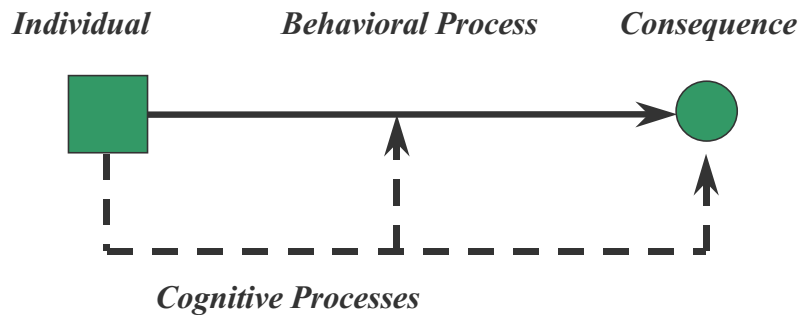 Individual
Behavioral Process
Consequence
Cognitive Processes